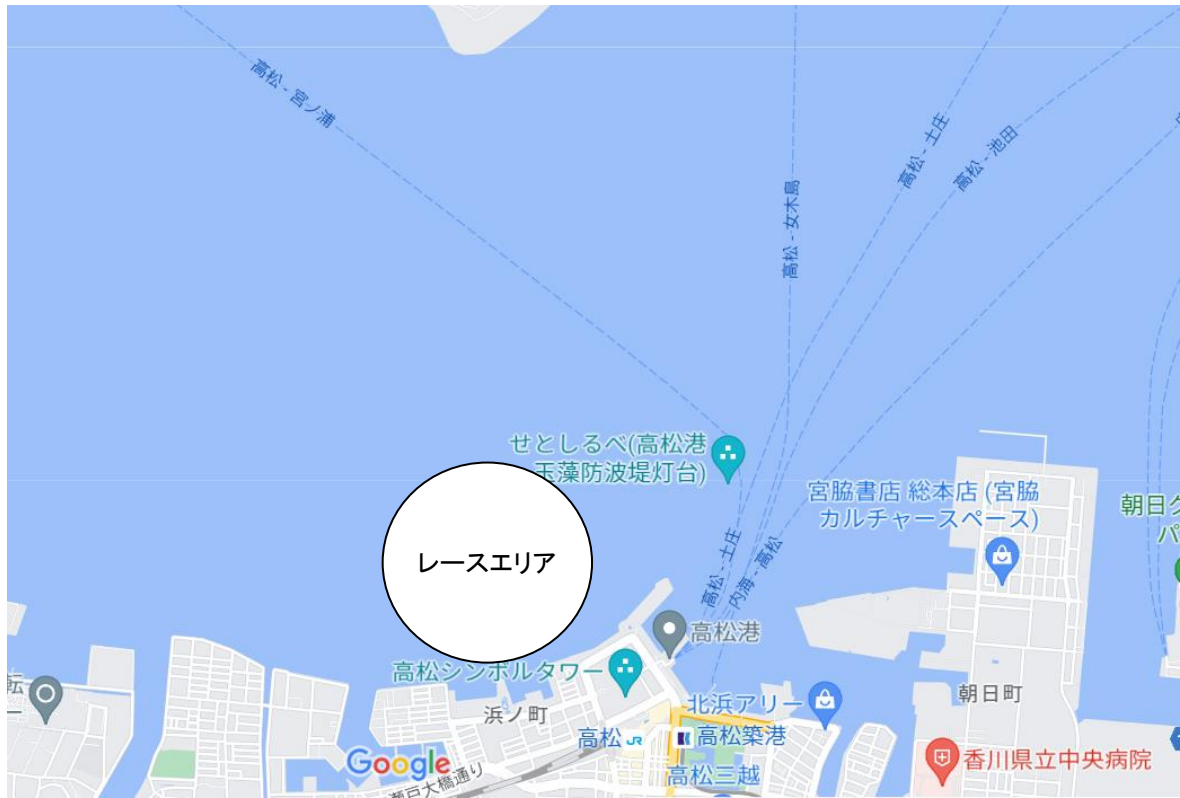 高松 - 宮ノ浦
高松 - 女木島
高松 - 土庄
高松 - 池田
せとしるべ(高松港
玉藻防波堤灯台)
宮脇書店 総本店 (宮脇
カルチャースペース)
レースエリア
高松 - 土庄
内海 - 高松
高松港
高松シンボルタワー
浜ノ町
北浜アリー
朝日町
高松
JR
高松築港
高松三越
香川県立中央病院
Google
瀬戸大橋通り